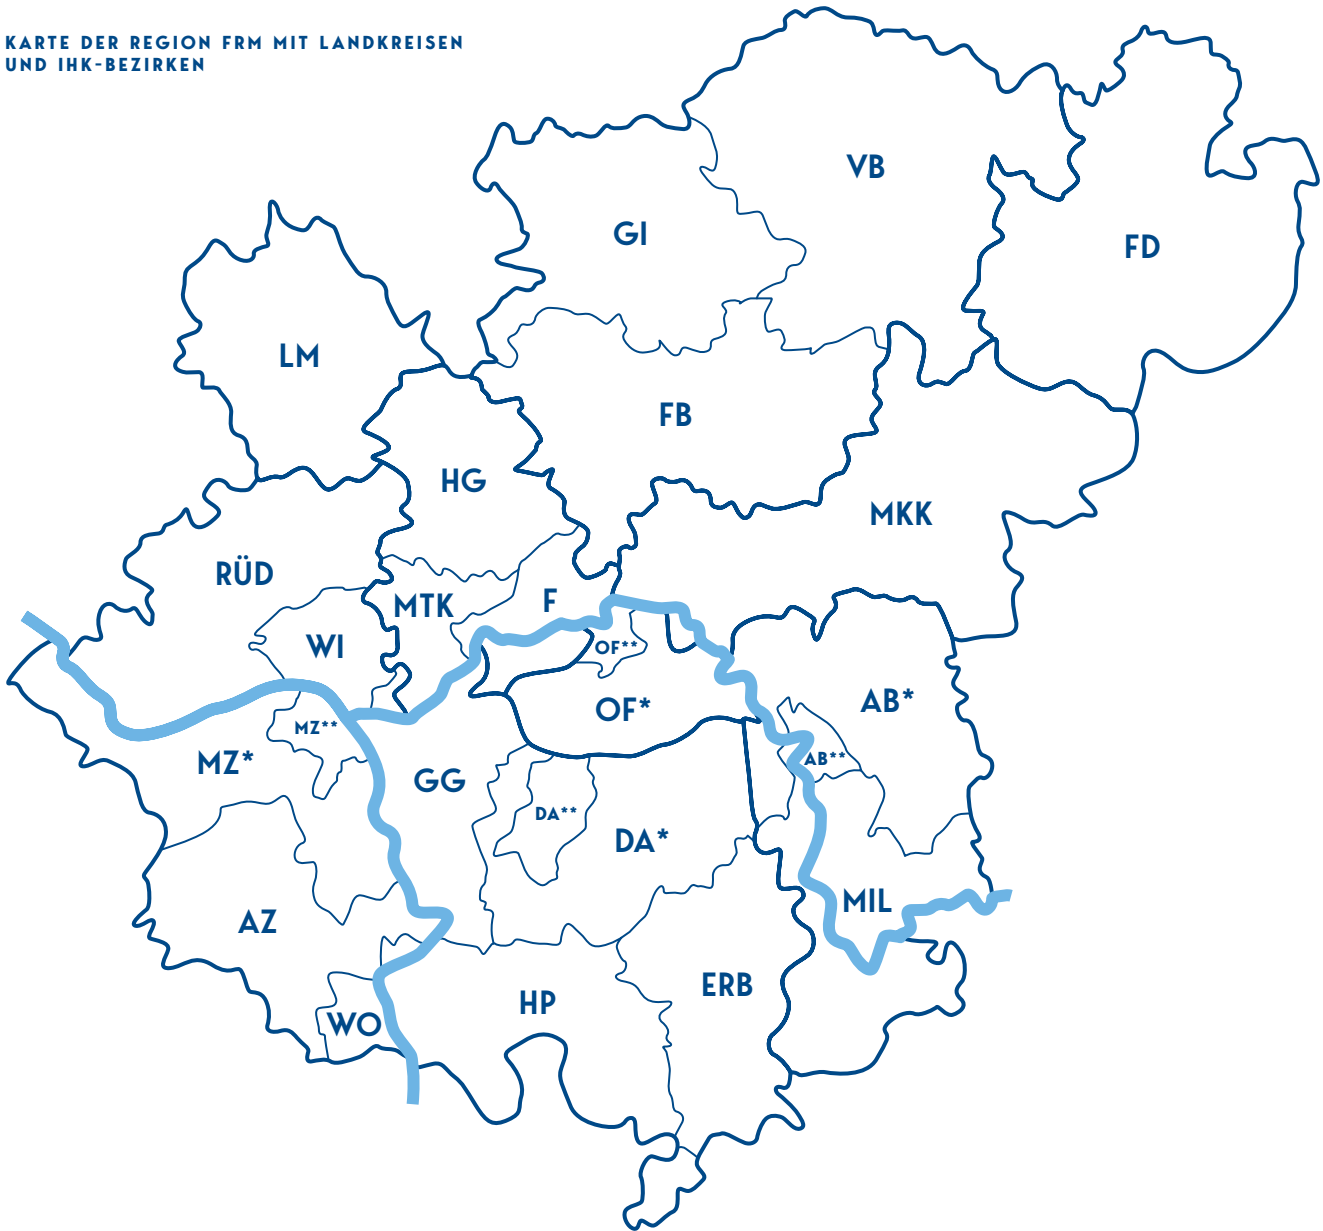 KARTE DER REGION FRM MIT LANDKREISEN
UND IHK-BEZIRKEN
VB
GI
FD
LM
FB
HG
MKK
RÜD
MTK
F
WI
OF**
AB*
OF*
MZ**
MZ*
AB**
GG
DA**
DA*
MIL
AZ
ERB
HP
WO